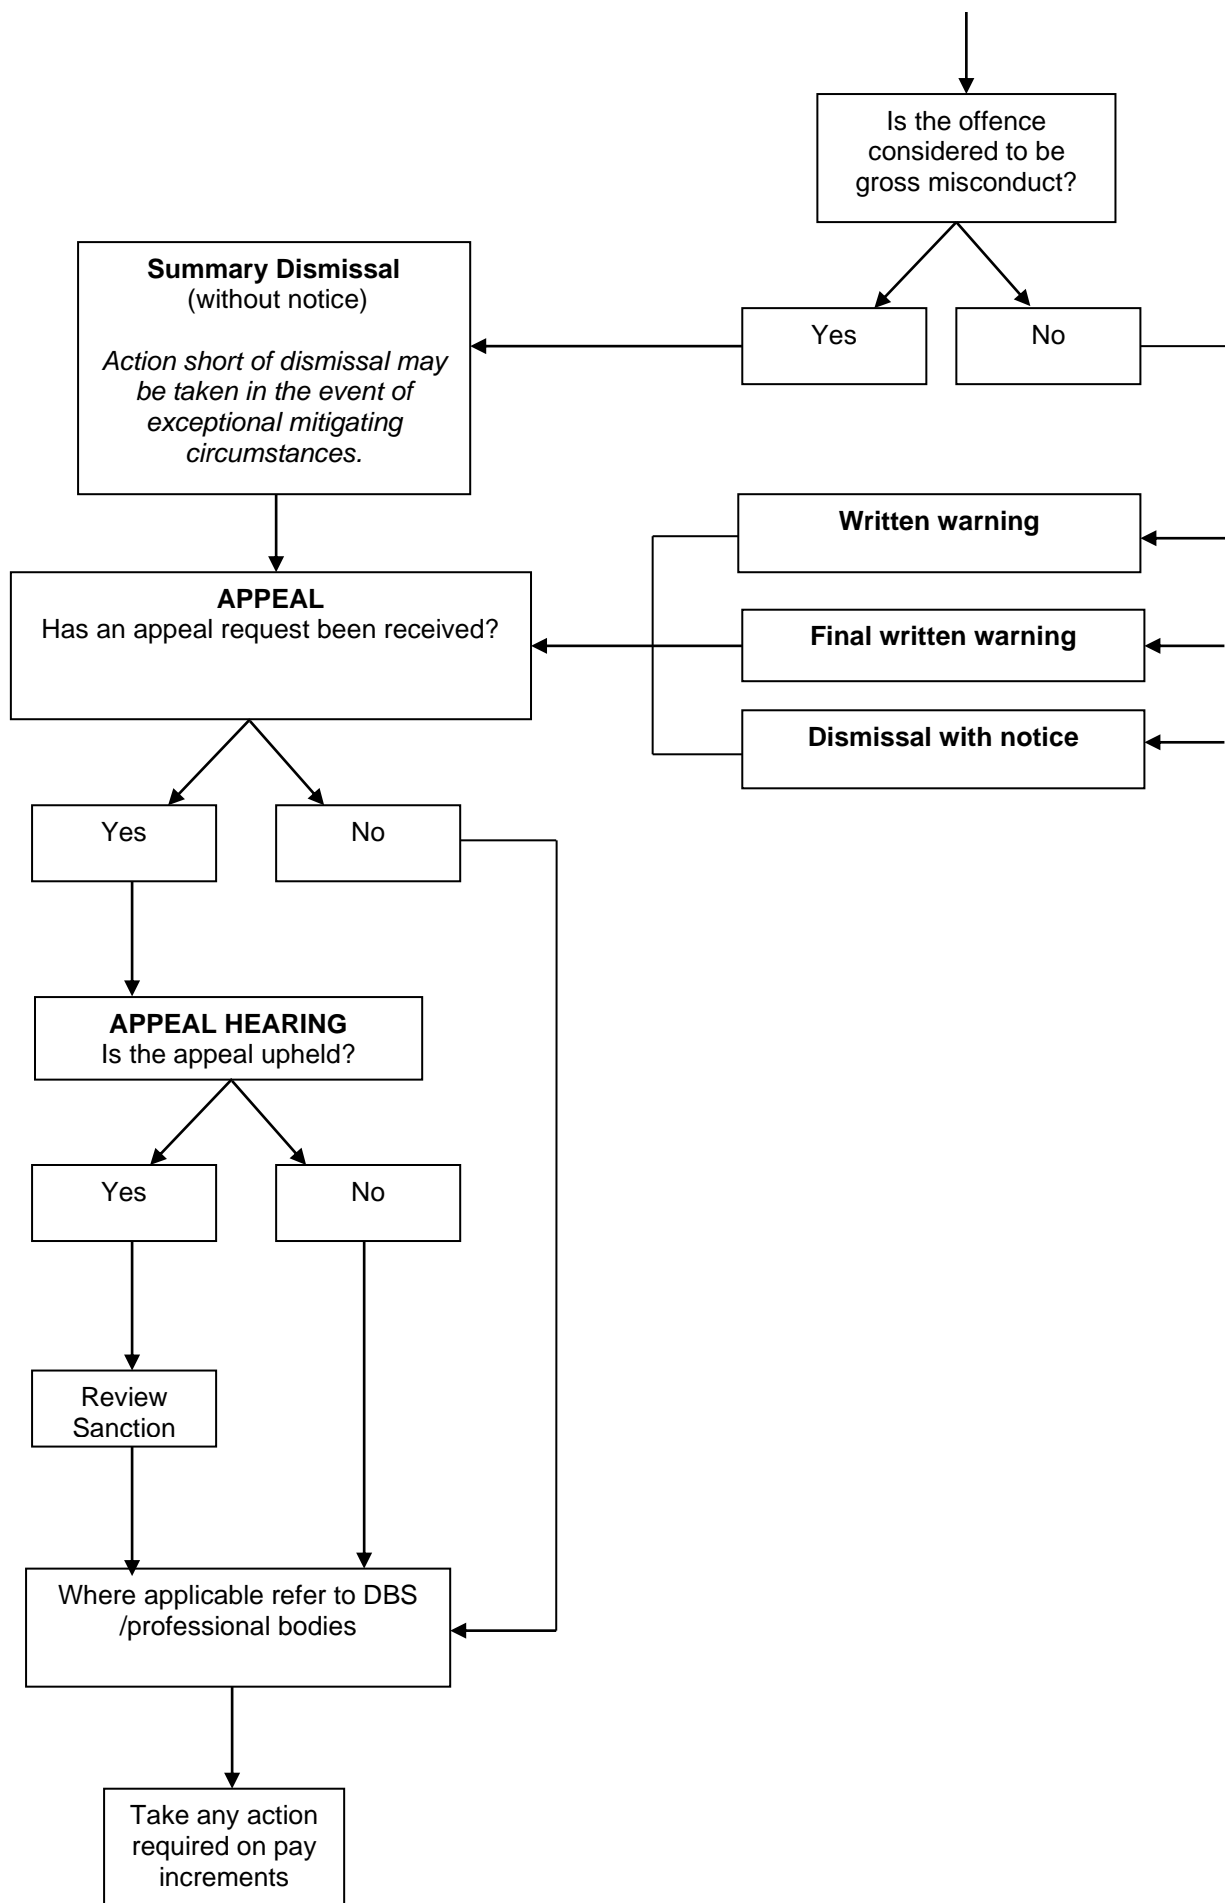 Is the offence
considered to be
gross misconduct?
Summary Dismissal
(without notice)
Action short of dismissal may
be taken in the event of
exceptional mitigating
circumstances.
Yes
No
Written warning
APPEAL
Has an appeal request been received?
Final written warning
Dismissal with notice
Yes
No
APPEAL HEARING
Is the appeal upheld?
Yes
No
Review
Sanction
Where applicable refer to DBS
/professional bodies
Take any action
required on pay
increments